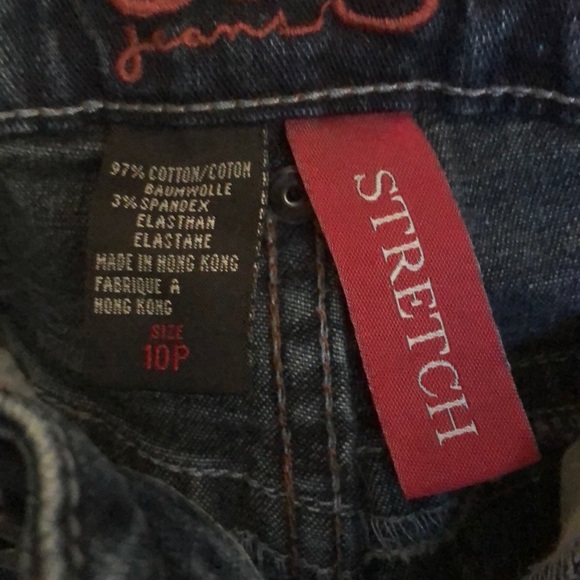 jeans
97% COTTON/COTON
BAUMWOLLE
3% SPANDEX
ELASTHAN
ELASTANE
MADE IN HONG KONG
FABRIQUE A
HONG KONG
SIZE
10P
STRETCH